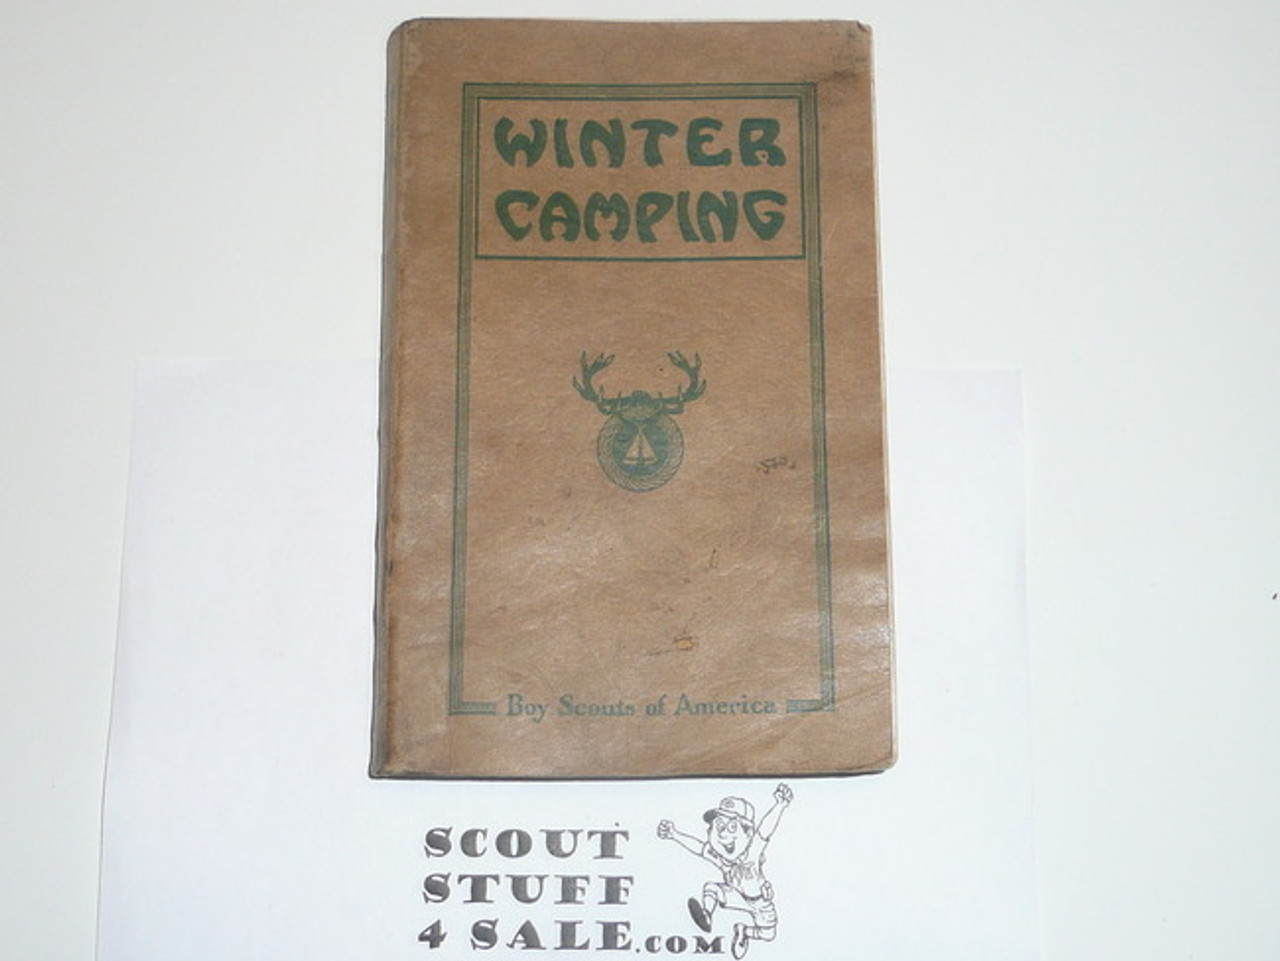 WINTER
CAMPING
Boy Scouts of America
SCOUT
STUFF
4 SALE.COM